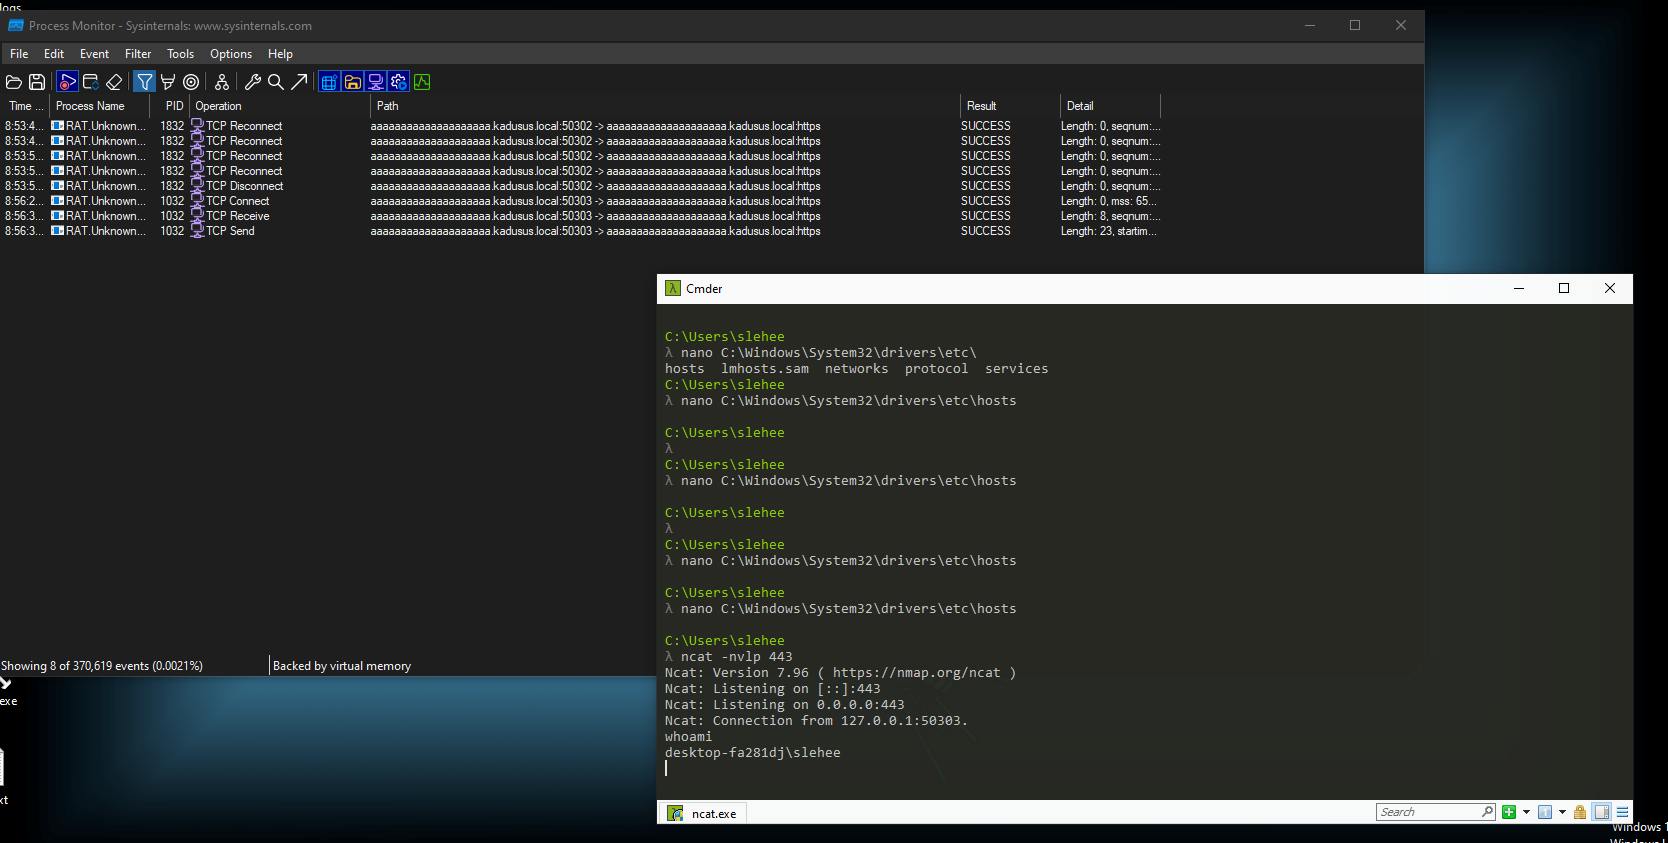 logs
Process Monitor - Sysinternals: www.sysinternals.com
File Edit Event Filter Tools Options Help
Time ... Process Name PID Operation Path Result Detail
8:53:4... RAT.Unknown... 1832 TCP Reconnect aaaaaaaaaaaaaaaaaaaa.kadusus.local:50302 -> aaaaaaaaaaaaaaaaaaaa.kadusus.local:https SUCCESS Length: 0, seqnum:...
8:53:4... RAT.Unknown... 1832 TCP Reconnect aaaaaaaaaaaaaaaaaaaa.kadusus.local:50302 -> aaaaaaaaaaaaaaaaaaaa.kadusus.local:https SUCCESS Length: 0, seqnum:...
8:53:5... RAT.Unknown... 1832 TCP Reconnect aaaaaaaaaaaaaaaaaaaa.kadusus.local:50302 -> aaaaaaaaaaaaaaaaaaaa.kadusus.local:https SUCCESS Length: 0, seqnum:...
8:53:5... RAT.Unknown... 1832 TCP Reconnect aaaaaaaaaaaaaaaaaaaa.kadusus.local:50302 -> aaaaaaaaaaaaaaaaaaaa.kadusus.local:https SUCCESS Length: 0, seqnum:...
8:53:5... RAT.Unknown... 1832 TCP Disconnect aaaaaaaaaaaaaaaaaaaa.kadusus.local:50302 -> aaaaaaaaaaaaaaaaaaaa.kadusus.local:https SUCCESS Length: 0, seqnum:...
8:56:2... RAT.Unknown... 1032 TCP Connect aaaaaaaaaaaaaaaaaaaa.kadusus.local:50303 -> aaaaaaaaaaaaaaaaaaaa.kadusus.local:https SUCCESS Length: 0, mss: 65...
8:56:3... RAT.Unknown... 1032 TCP Receive aaaaaaaaaaaaaaaaaaaa.kadusus.local:50303 -> aaaaaaaaaaaaaaaaaaaa.kadusus.local:https SUCCESS Length: 8, seqnum:...
8:56:3... RAT.Unknown... 1032 TCP Send aaaaaaaaaaaaaaaaaaaa.kadusus.local:50303 -> aaaaaaaaaaaaaaaaaaaa.kadusus.local:https SUCCESS Length: 23, startim...
Showing 8 of 370,619 events (0.0021%) Backed by virtual memory
exe
xt
λ Cmder
C:\Users\slehee
λ nano C:\Windows\System32\drivers\etc\
hosts lmhosts.sam networks protocol services
C:\Users\slehee
λ nano C:\Windows\System32\drivers\etc\hosts
C:\Users\slehee
λ
C:\Users\slehee
λ nano C:\Windows\System32\drivers\etc\hosts
C:\Users\slehee
λ
C:\Users\slehee
λ nano C:\Windows\System32\drivers\etc\hosts
C:\Users\slehee
λ nano C:\Windows\System32\drivers\etc\hosts
C:\Users\slehee
λ ncat -nvlp 443
Ncat: Version 7.96 ( https://nmap.org/ncat )
Ncat: Listening on [::]:443
Ncat: Listening on 0.0.0.0:443
Ncat: Connection from 127.0.0.1:50303.
whoami
desktop-fa281dj\slehee
ncat.exe Search
Windows 1